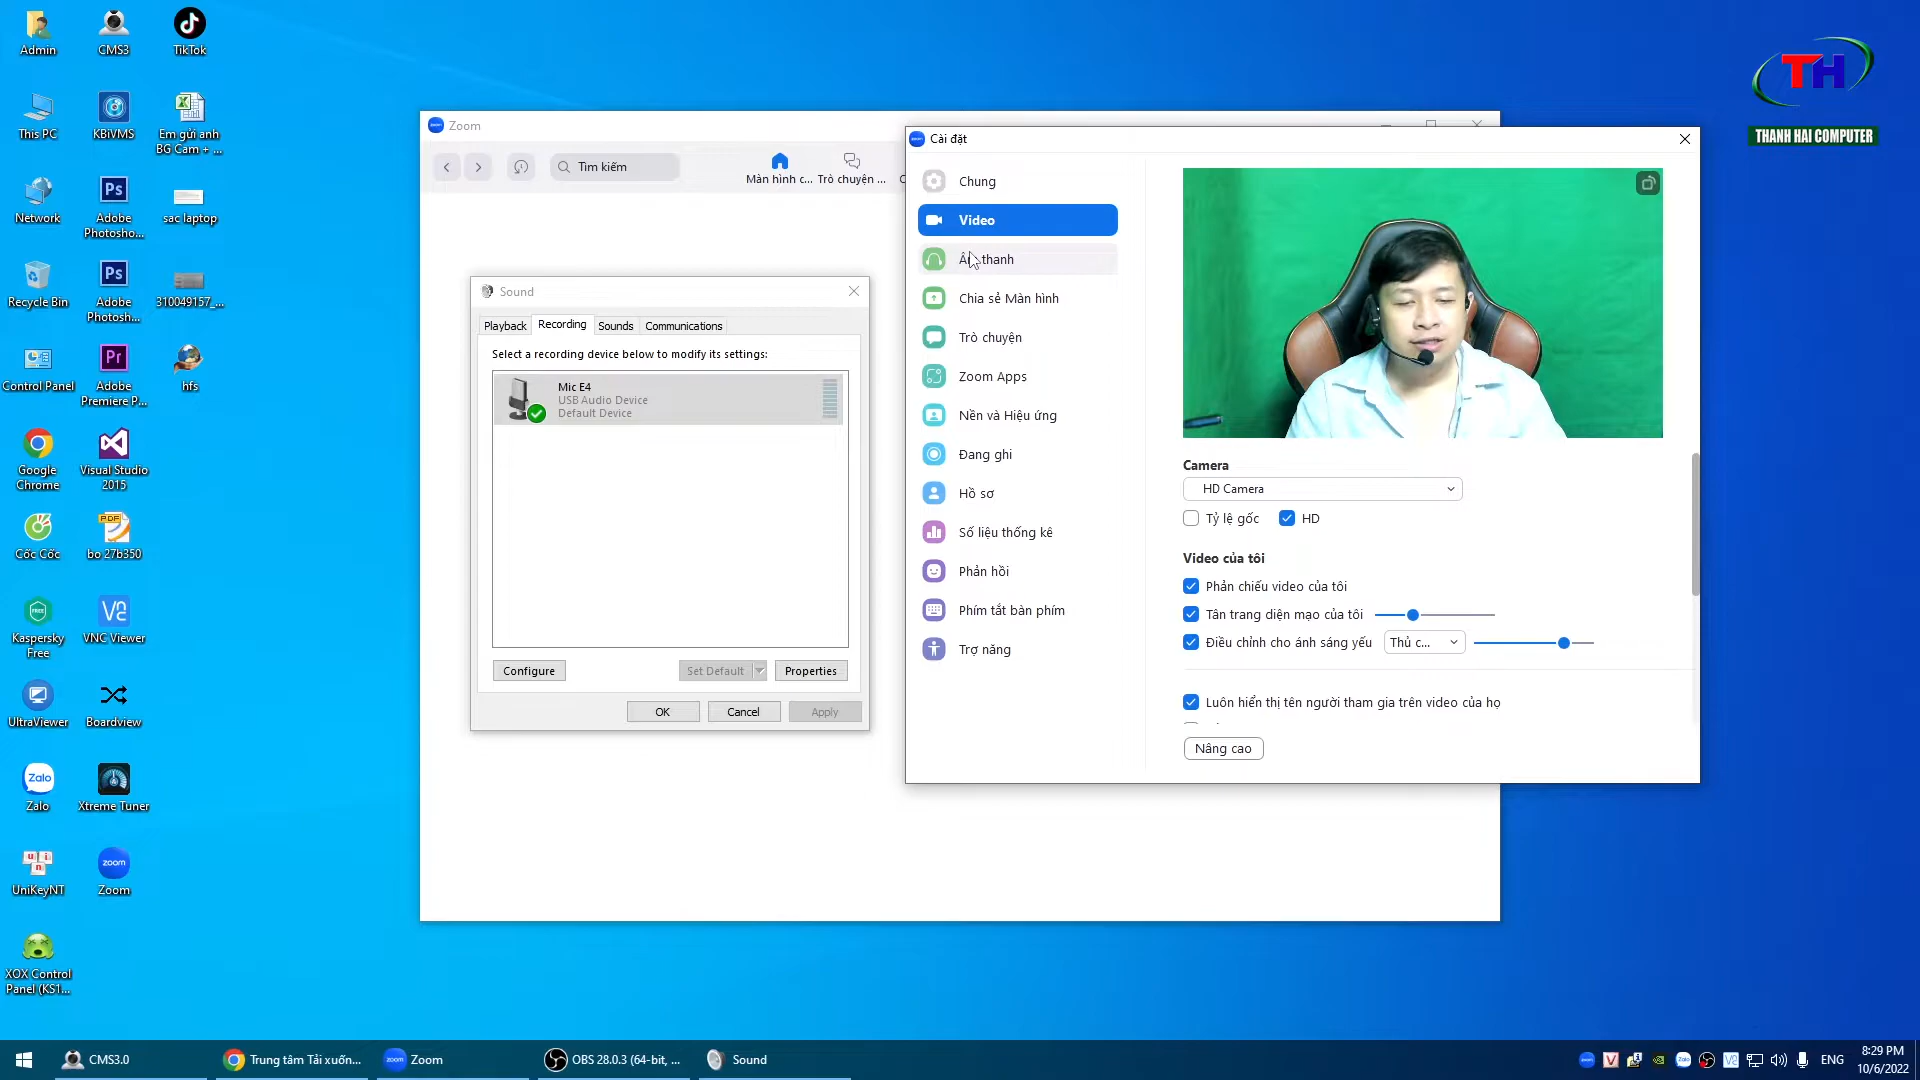 Admin
CMS3
TikTok
This PC
KBiVMS
Em gửi anh
BG Cam + ...
Network
Adobe
Photosho...
sac laptop
Recycle Bin
Adobe
Photosh...
310049157_...
Control Panel
Adobe
Premiere P...
hfs
Google
Chrome
Visual Studio
2015
Cốc Cốc
bo 27b350
Kaspersky
Free
VNC Viewer
UltraViewer
Boardview
Zalo
Xtreme Tuner
UniKeyNT
Zoom
XOX Control
Panel (KS1...
TH
THANH HAI COMPUTER
Zoom
Tìm kiếm
Màn hình c...
Trò chuyện ...
Sound
Playback
Recording
Sounds
Communications
Select a recording device below to modify its settings:
Mic E4
USB Audio Device
Default Device
Configure
Set Default
Properties
OK
Cancel
Apply
Cài đặt
Chung
Video
Âm thanh
Chia sẻ Màn hình
Trò chuyện
Zoom Apps
Nền và Hiệu ứng
Đang ghi
Hồ sơ
Số liệu thống kê
Phản hồi
Phím tắt bàn phím
Trợ năng
Camera
HD Camera
Tỷ lệ gốc
HD
Video của tôi
Phản chiếu video của tôi
Tân trang diện mạo của tôi
Điều chỉnh cho ánh sáng yếu
Thủ c...
Luôn hiển thị tên người tham gia trên video của họ
Nâng cao
CMS3.0
Trung tâm Tải xuốn...
Zoom
OBS 28.0.3 (64-bit, ...
Sound
ENG
8:29 PM
10/6/2022